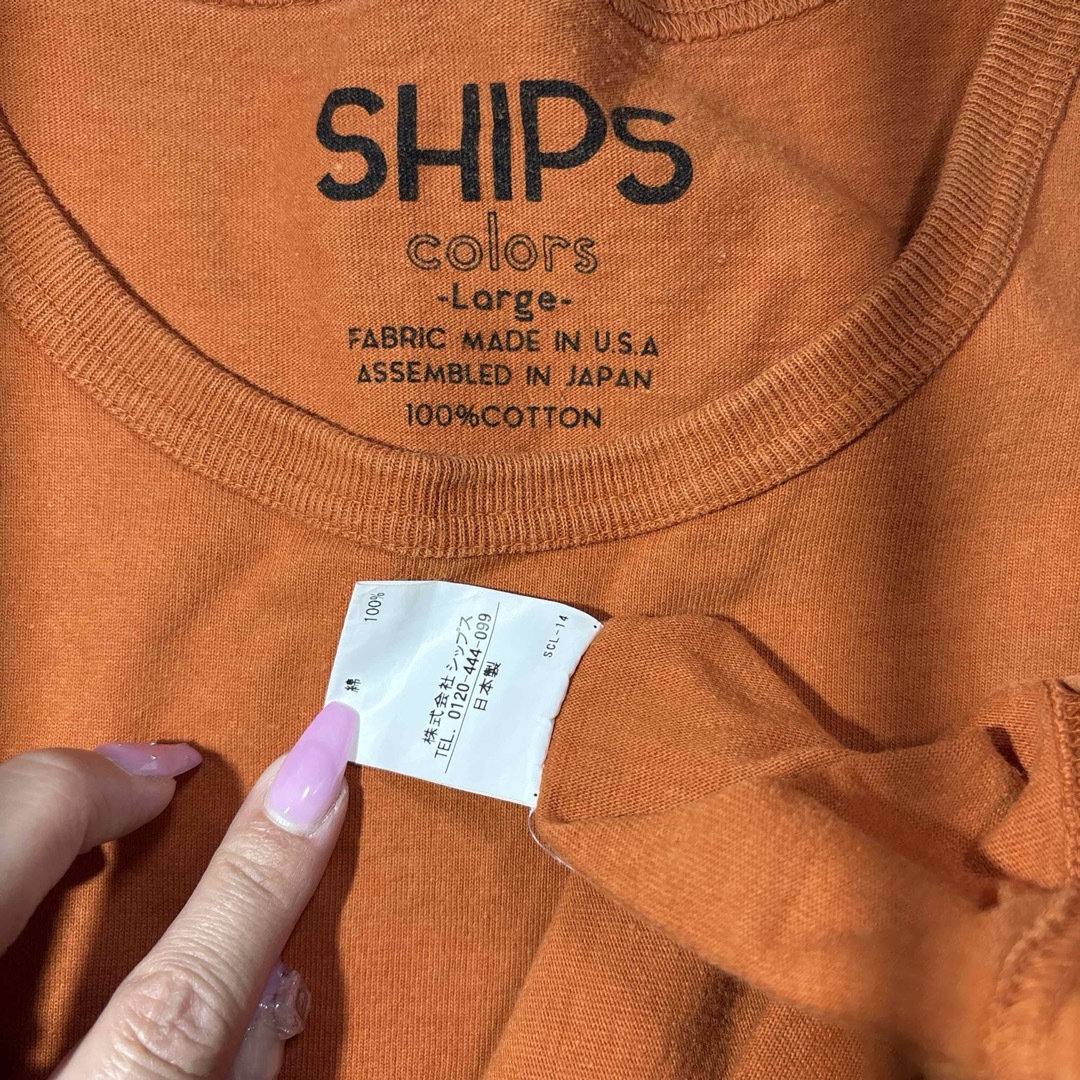 SHIPS
colors
-Large-
FABRIC MADE IN U.S.A
ASSEMBLED IN JAPAN
100%COTTON
綿 100%
株式会社シップス
TEL. 0120-444-099
日本製
SCL-14